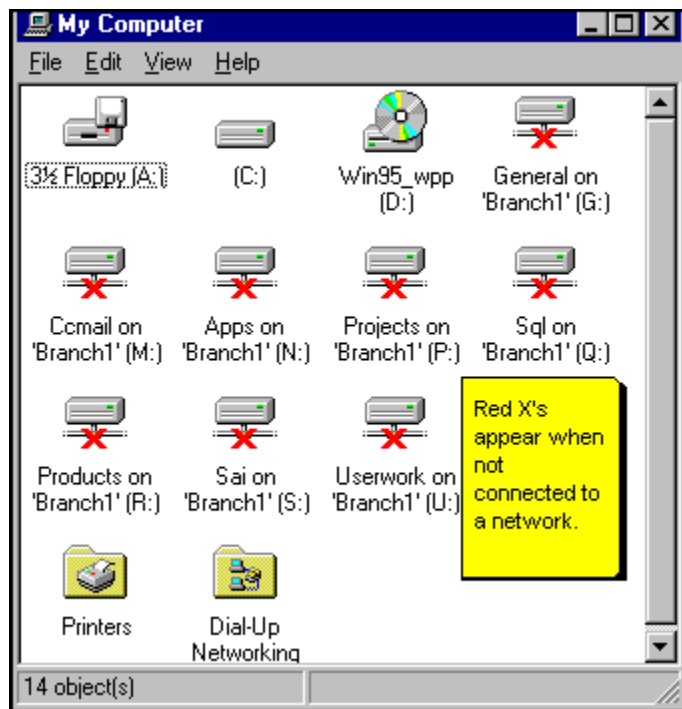 My Computer
File Edit View Help
3½ Floppy (A:) (C:) Win95_wpp General on
(D:) 'Branch1' (G:)
Ccmail on Apps on Projects on Sql on
'Branch1' (M:) 'Branch1' (N:) 'Branch1' (P:) 'Branch1' (Q:)
Products on Sai on Userwork on
'Branch1' (R:) 'Branch1' (S:) 'Branch1' (U:)
Red X's
appear when
not
connected to
a network.
Printers Dial-Up
Networking
14 object(s)